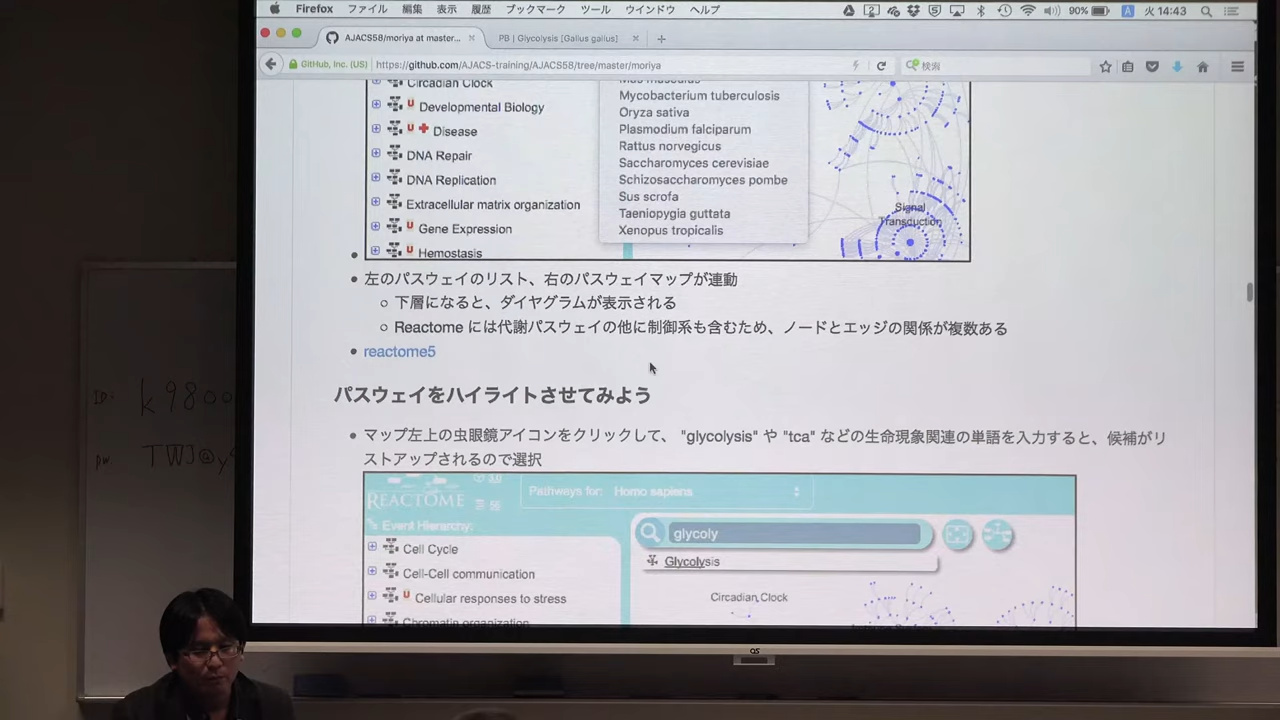 Firefox ファイル 編集 表示 履歴 ブックマーク ツール ウインドウ ヘルプ 90% A 火 14:43
AJACS58/moriya at master... PB | Glycolysis [Gallus gallus]
GitHub, Inc. (US) https://github.com/AJACS-training/AJACS58/tree/master/moriya 検索
Circadian Clock
Developmental Biology
Disease
DNA Repair
DNA Replication
Extracellular matrix organization
Gene Expression
Hemostasis
Mus musculus
Mycobacterium tuberculosis
Oryza sativa
Plasmodium falciparum
Rattus norvegicus
Saccharomyces cerevisiae
Schizosaccharomyces pombe
Sus scrofa
Taeniopygia guttata
Xenopus tropicalis
Signal
Transduction
左のパスウェイのリスト、右のパスウェイマップが連動
下層になると、ダイヤグラムが表示される
Reactome には代謝パスウェイの他に制御系も含むため、ノードとエッジの関係が複数ある
reactome5
パスウェイをハイライトさせてみよう
マップ左上の虫眼鏡アイコンをクリックして、 "glycolysis" や "tca" などの生命現象関連の単語を入力すると、候補がリ
ストアップされるので選択
REACTOME 3.0 Pathways for: Homo sapiens
Event Hierarchy:
Cell Cycle
Cell-Cell communication
Cellular responses to stress
Chromatin organization
glycoly
Glycolysis
Circadian, Clock
ID: k9800
PW: TWJ@y